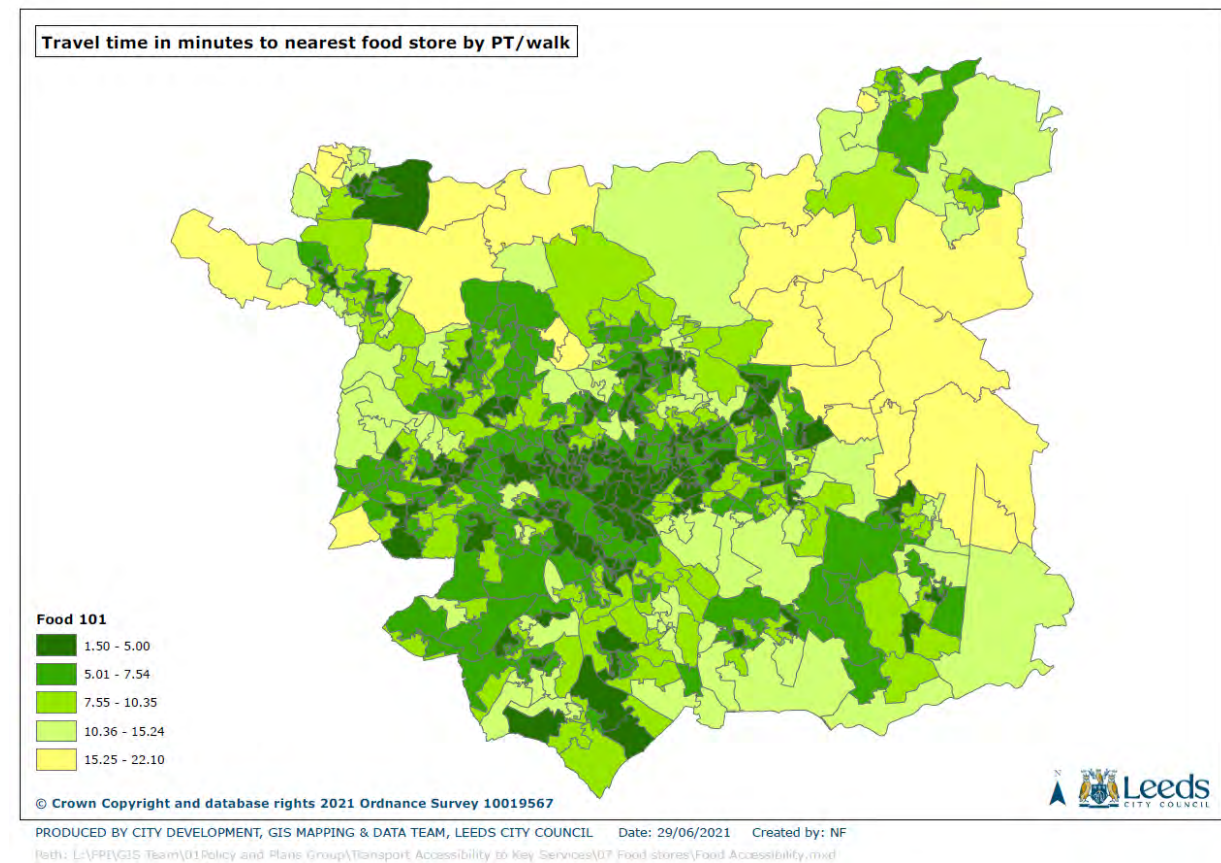 Travel time in minutes to nearest food store by PT/walk
Food 101
1.50 - 5.00
5.01 - 7.54
7.55 - 10.35
10.36 - 15.24
15.25 - 22.10
N
Leeds
CITY COUNCIL
© Crown Copyright and database rights 2021 Ordnance Survey 10019567
PRODUCED BY CITY DEVELOPMENT, GIS MAPPING & DATA TEAM, LEEDS CITY COUNCIL Date: 29/06/2021 Created by: NF
Path: L:\FPI\GIS Team\01Policy and Plans Group\Transport Accessibility to Key Services\07 Food stores\Food Accessibility.mxd